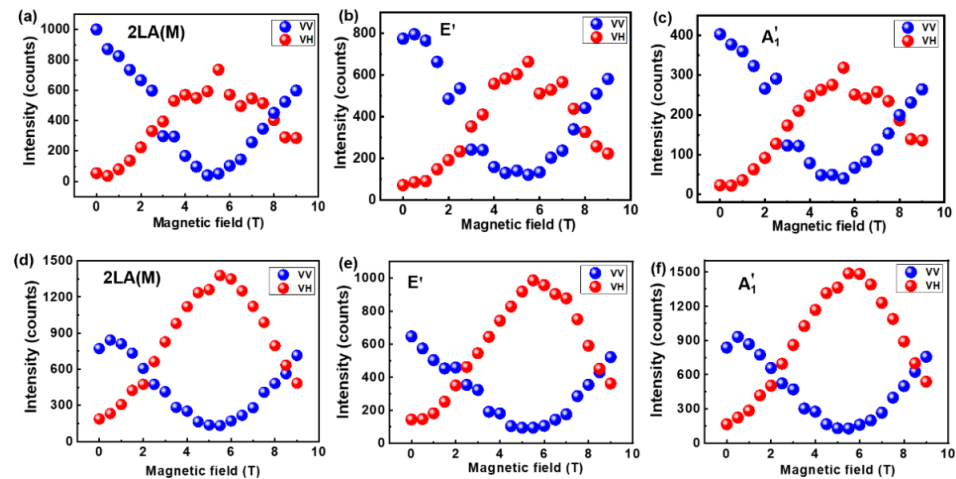 (a) 2LA(M) VV VH
Intensity (counts)
1000
800
600
400
200
0
0 2 4 6 8 10
Magnetic field (T)
(b) E' VV VH
Intensity (counts)
800
600
400
200
0
0 2 4 6 8 10
Magnetic field (T)
(c) A'₁ VV VH
Intensity (counts)
400
300
200
100
0
0 2 4 6 8 10
Magnetic field (T)
(d) 2LA(M) VV VH
Intensity (counts)
1500
1200
900
600
300
0
0 2 4 6 8 10
Magnetic field (T)
(e) E' VV VH
Intensity (counts)
1000
800
600
400
200
0
0 2 4 6 8 10
Magnetic field (T)
(f) A'₁ VV VH
Intensity (counts)
1500
1200
900
600
300
0
0 2 4 6 8 10
Magnetic field (T)